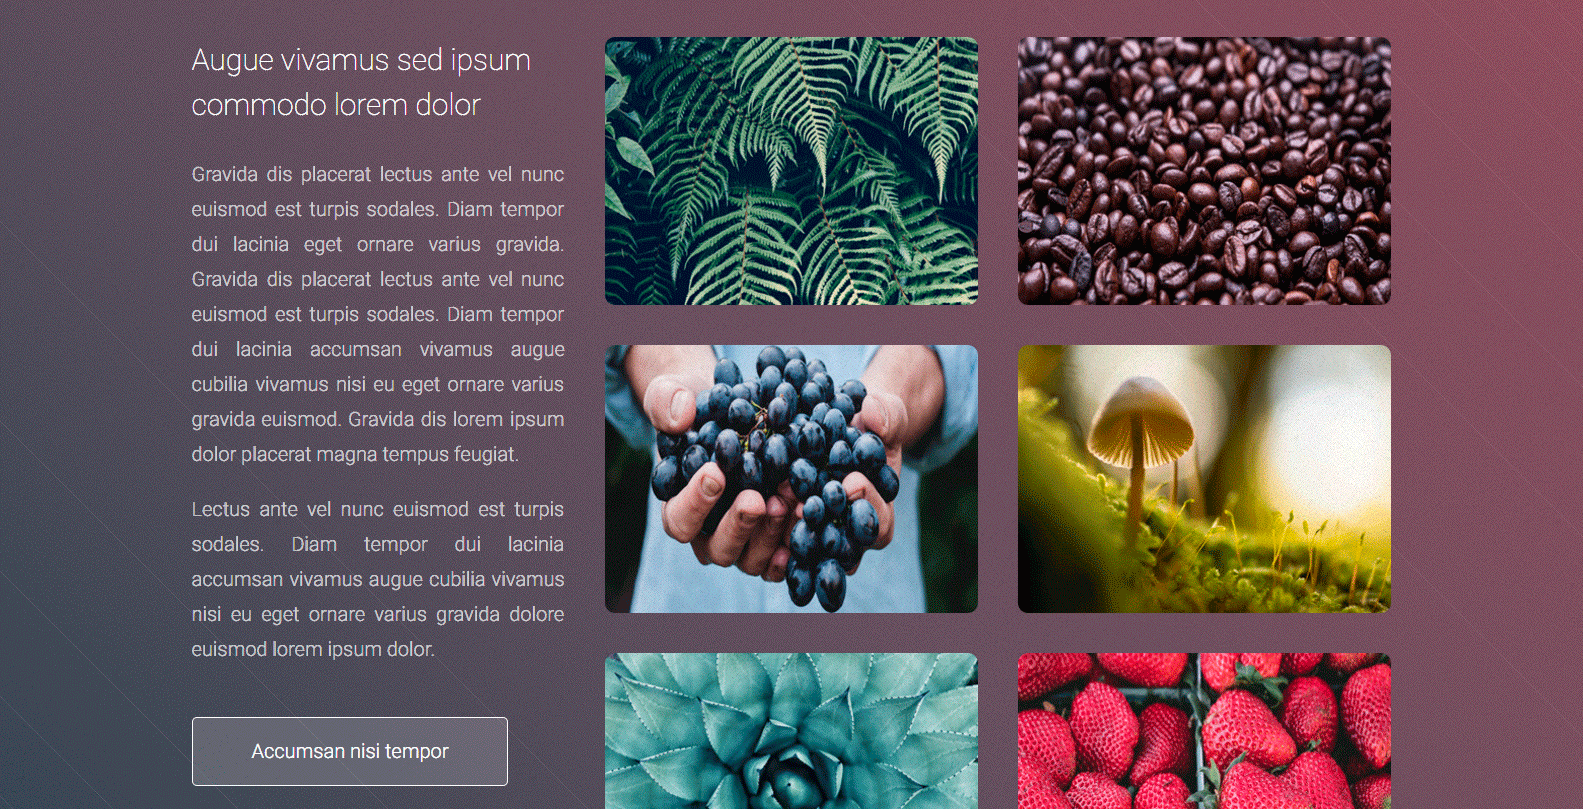 Augue vivamus sed ipsum
commodo lorem dolor
Gravida dis placerat lectus ante vel nunc
euismod est turpis sodales. Diam tempor
dui lacinia eget ornare varius gravida.
Gravida dis placerat lectus ante vel nunc
euismod est turpis sodales. Diam tempor
dui lacinia accumsan vivamus augue
cubilia vivamus nisi eu eget ornare varius
gravida euismod. Gravida dis lorem ipsum
dolor placerat magna tempus feugiat.
Lectus ante vel nunc euismod est turpis
sodales. Diam tempor dui lacinia
accumsan vivamus augue cubilia vivamus
nisi eu eget ornare varius gravida dolore
euismod lorem ipsum dolor.
Accumsan nisi tempor